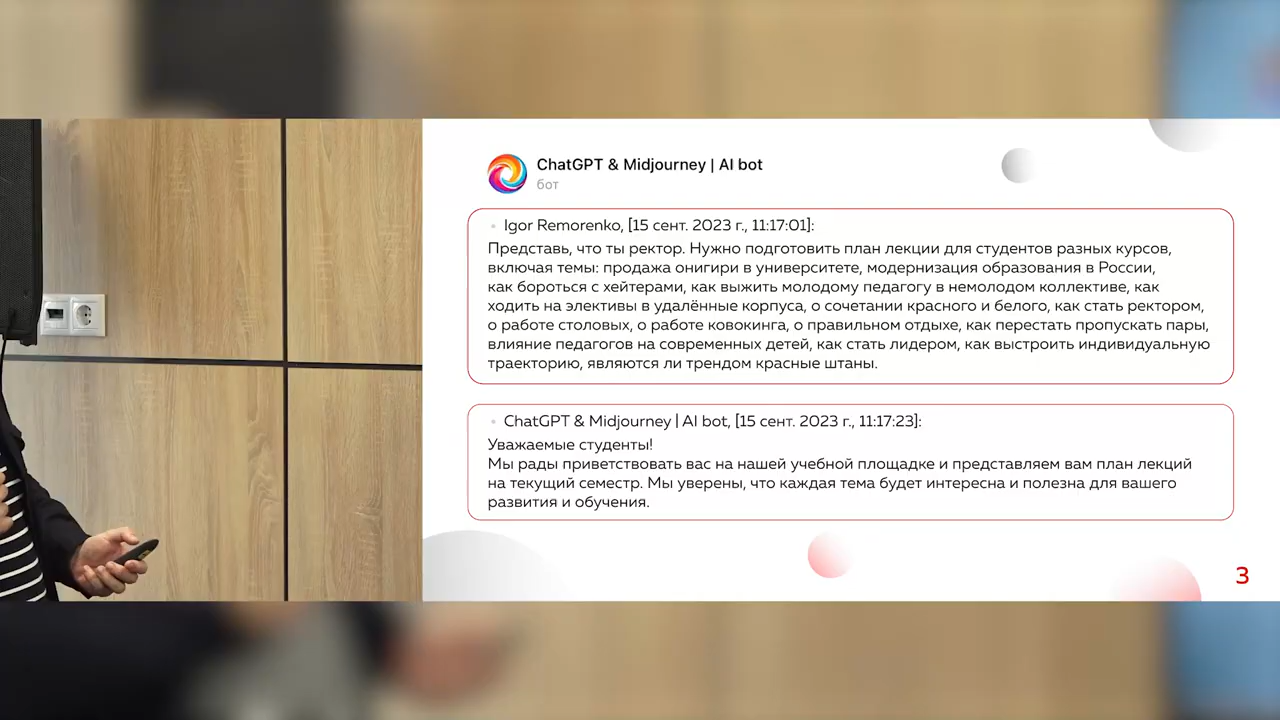 ChatGPT & Midjourney | AI bot
бот
Igor Remorenko, [15 сент. 2023 г., 11:17:01]:
Представь, что ты ректор. Нужно подготовить план лекции для студентов разных курсов,
включая темы: продажа онигири в университете, модернизация образования в России,
как бороться с хейтерами, как выжить молодому педагогу в немолодом коллективе, как
ходить на элективы в удалённые корпуса, о сочетании красного и белого, как стать ректором,
о работе столовых, о работе ковокинга, о правильном отдыхе, как перестать пропускать пары,
влияние педагогов на современных детей, как стать лидером, как выстроить индивидуальную
траекторию, являются ли трендом красные штаны.
ChatGPT & Midjourney | AI bot, [15 сент. 2023 г., 11:17:23]:
Уважаемые студенты!
Мы рады приветствовать вас на нашей учебной площадке и представляем вам план лекций
на текущий семестр. Мы уверены, что каждая тема будет интересна и полезна для вашего
развития и обучения.
3